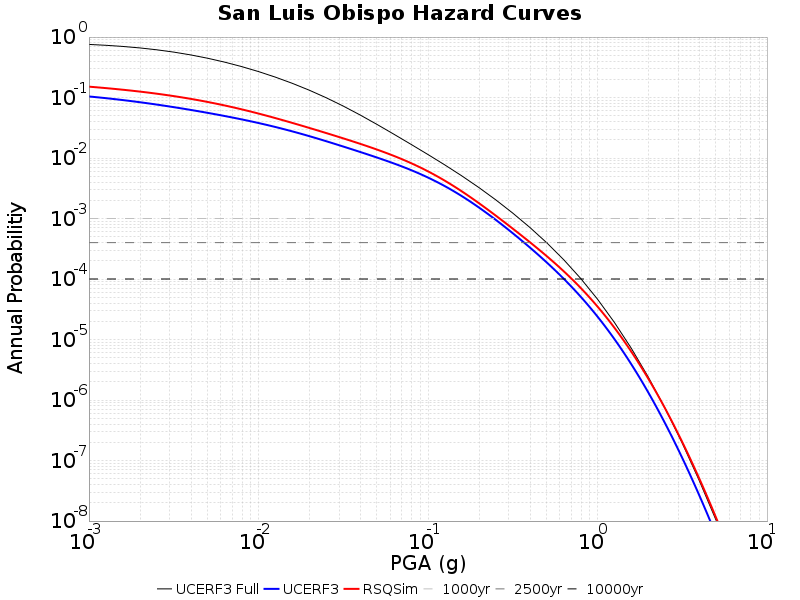 San Luis Obispo Hazard Curves
Annual Probabilitiy
10^0
10^-1
10^-2
10^-3
10^-4
10^-5
10^-6
10^-7
10^-8
10^-3 10^-2 10^-1 10^0 10^1
PGA (g)
UCERF3 Full UCERF3 RSQSim 1000yr 2500yr 10000yr